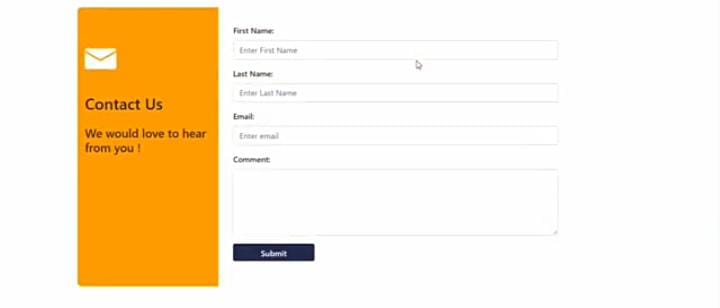 Contact Us
We would love to hear
from you !
First Name:
Enter First Name
Last Name:
Enter Last Name
Email:
Enter email
Comment:
Submit